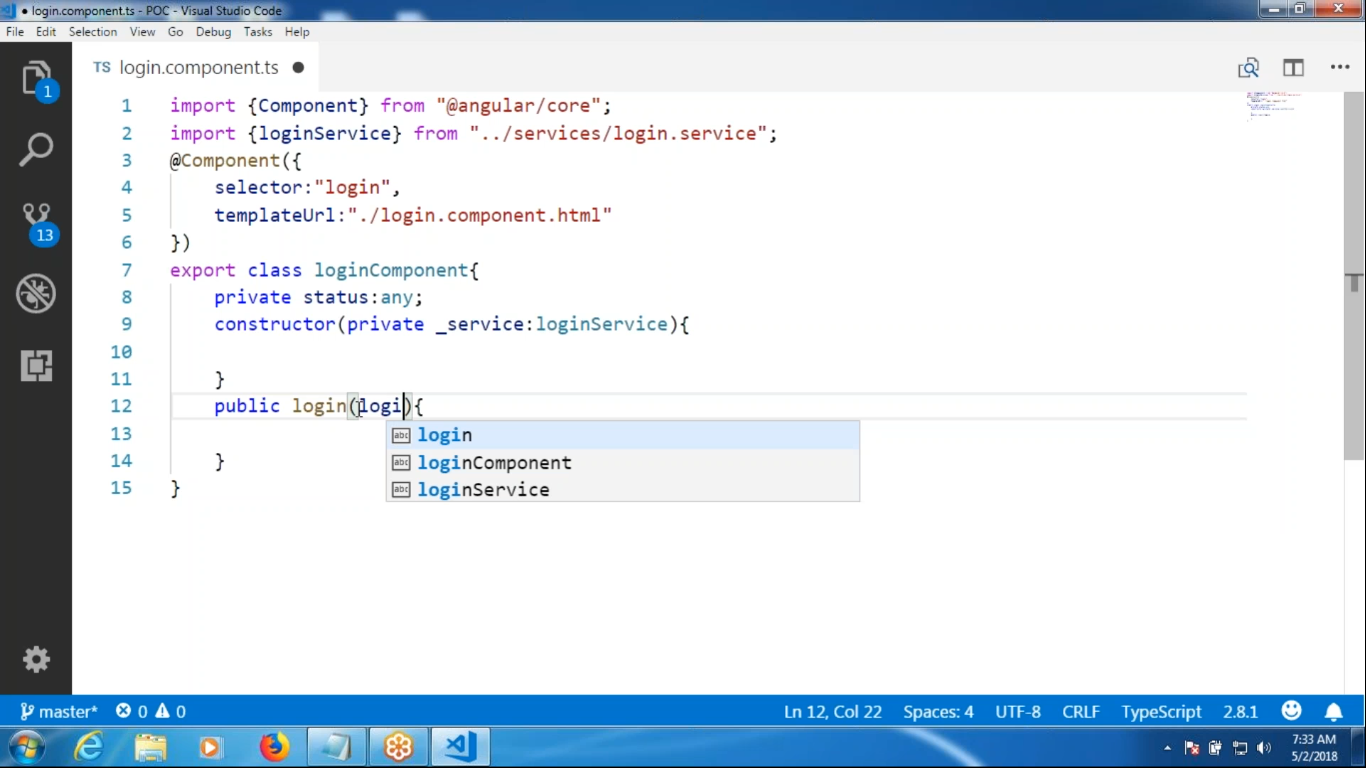 login.component.ts - POC - Visual Studio Code
File Edit Selection View Go Debug Tasks Help
TS login.component.ts
1 import {Component} from "@angular/core";
2 import {loginService} from "../services/login.service";
3 @Component({
4 selector:"login",
5 templateUrl:"./login.component.html"
6 })
7 export class loginComponent{
8 private status:any;
9 constructor(private _service:loginService){
10
11 }
12 public login(logi){
13
14 }
15 }
abc login
abc loginComponent
abc loginService
1
13
master* 0 0 Ln 12, Col 22 Spaces: 4 UTF-8 CRLF TypeScript 2.8.1
7:33 AM
5/2/2018